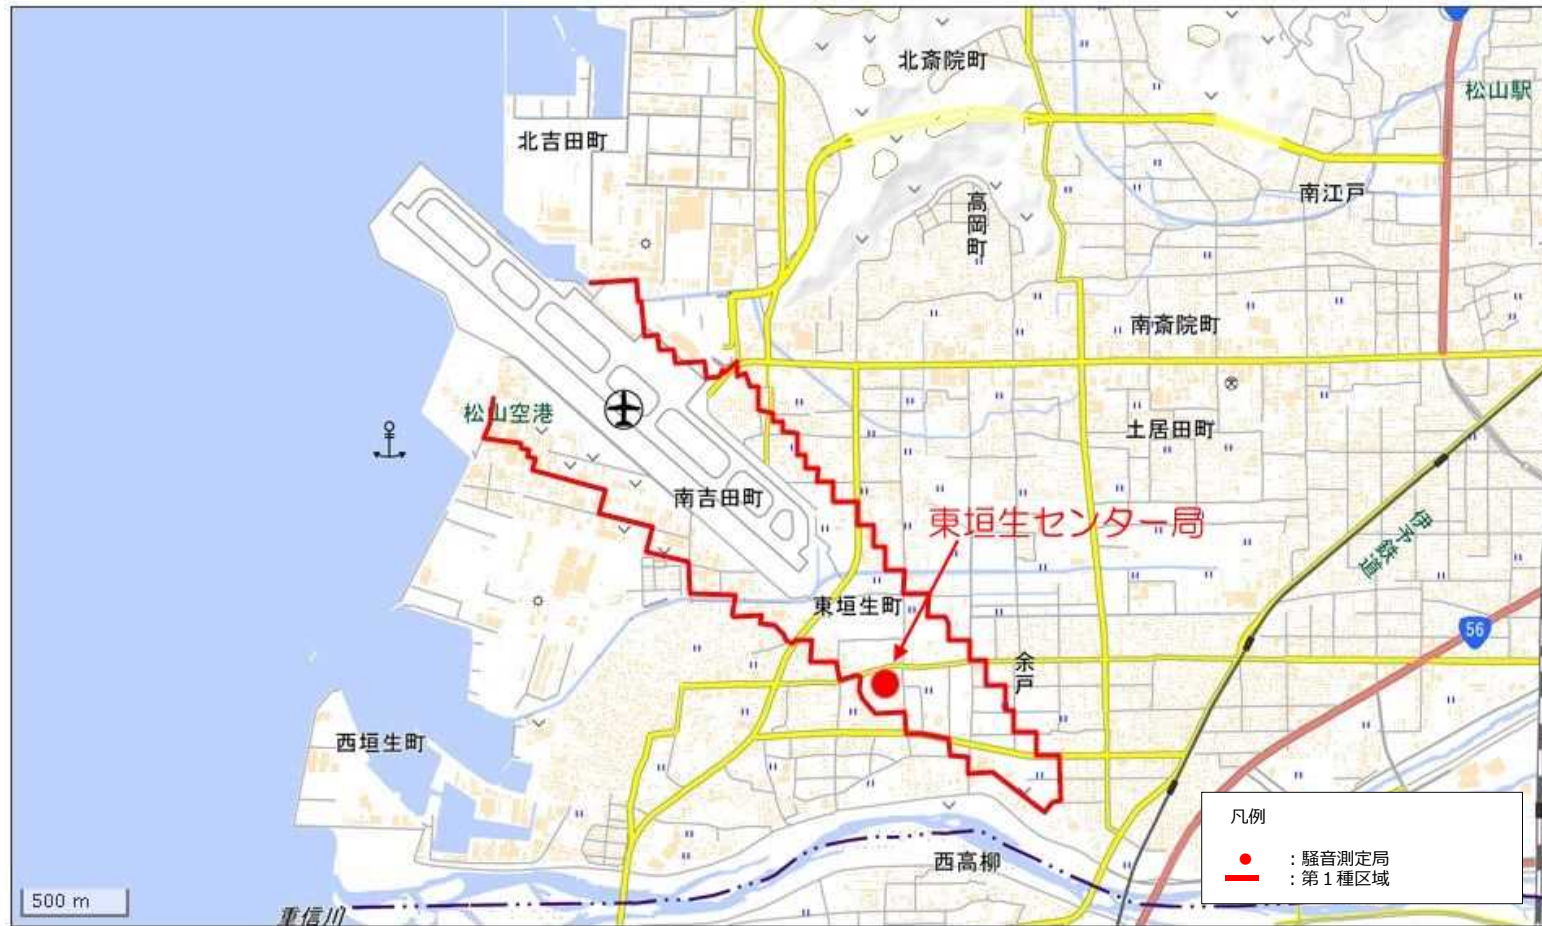 北斎院町
松山駅
北吉田町
南江戸
高岡町
南斎院町
松山空港
土居田町
南吉田町
東垣生センター局
伊予鉄道
東垣生町
56
余戸
西垣生町
凡例
：騒音測定局
：第１種区域
西高柳
500 m
重信川